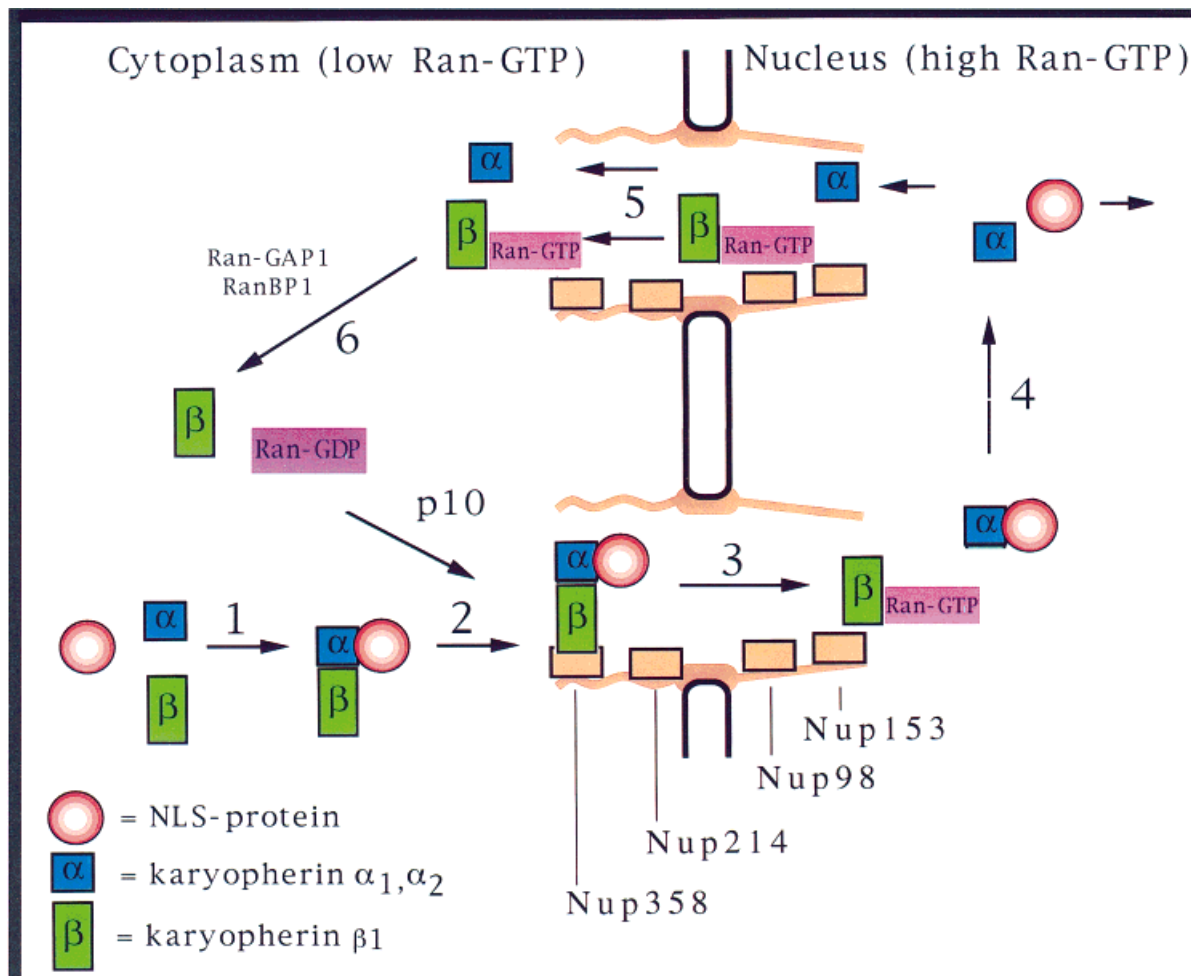 Cytoplasm (low Ran-GTP)
Nucleus (high Ran-GTP)
α
α
5
β
Ran-GTP
β
Ran-GTP
α
Ran-GAP1
RanBP1
6
4
β
Ran-GDP
p10
α
3
α
β
β
Ran-GTP
α
1
α
2
β
β
Nup153
Nup98
Nup214
Nup358
= NLS-protein
α = karyopherin α1,α2
β = karyopherin β1